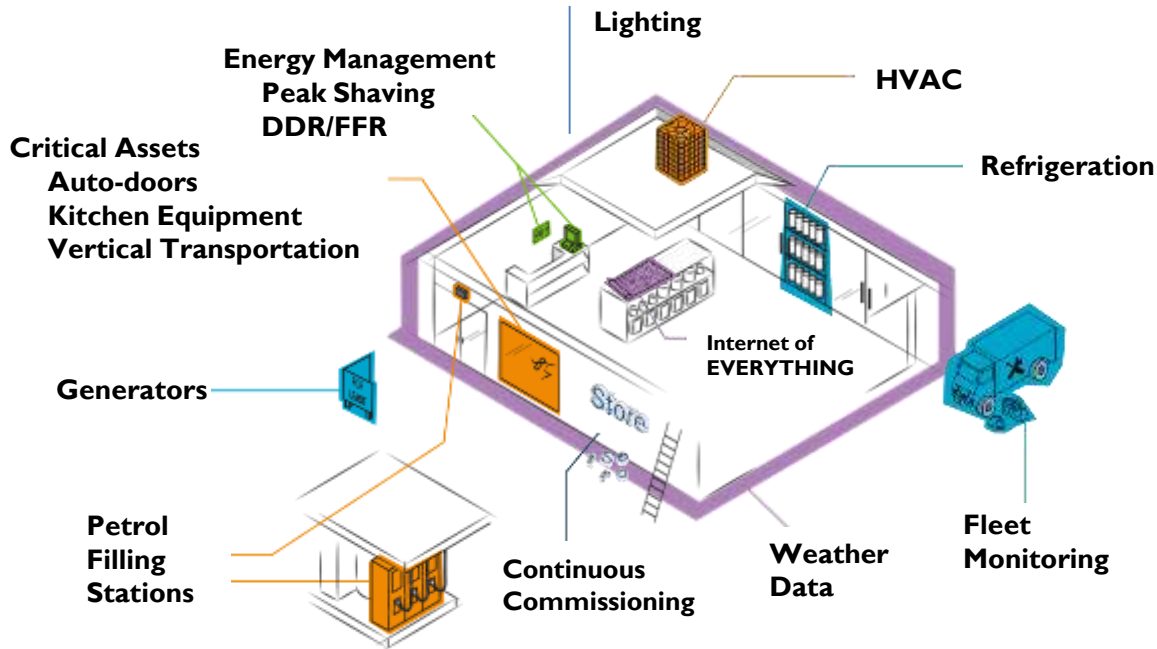 Lighting
Energy Management
Peak Shaving
DDR/FFR
HVAC
Critical Assets
Auto-doors
Kitchen Equipment
Vertical Transportation
Refrigeration
Internet of
EVERYTHING
Generators
Store
Petrol
Filling
Stations
Continuous
Commissioning
Weather
Data
Fleet
Monitoring